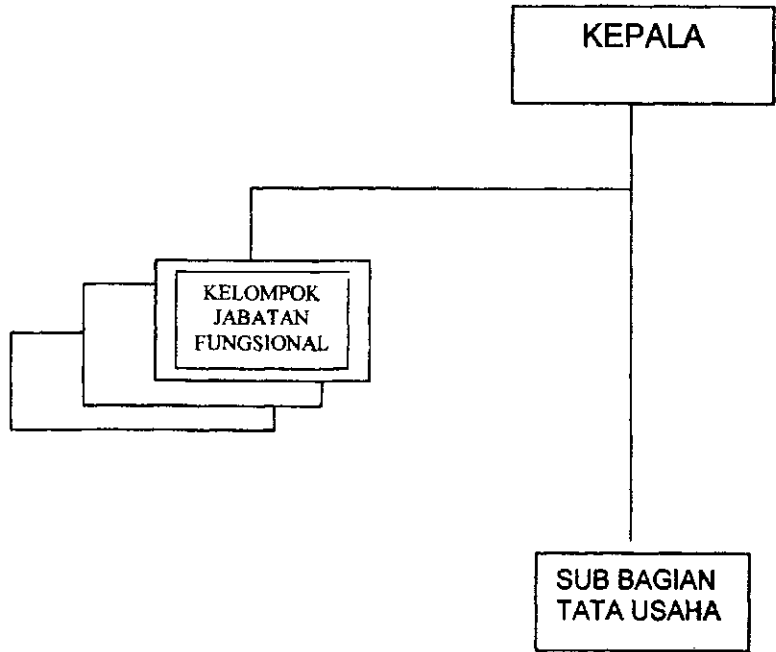 KEPALA
KELOMPOK
JABATAN
FUNGSIONAL
SUB BAGIAN
TATA USAHA